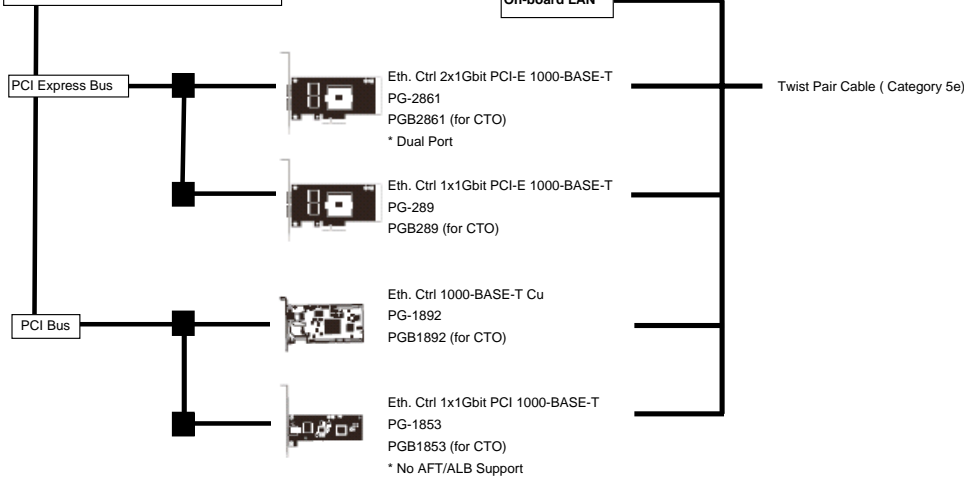 On-board LAN
PCI Express Bus
Eth. Ctrl 2x1Gbit PCI-E 1000-BASE-T
PG-2861
PGB2861 (for CTO)
* Dual Port
Twist Pair Cable ( Category 5e)
Eth. Ctrl 1x1Gbit PCI-E 1000-BASE-T
PG-289
PGB289 (for CTO)
PCI Bus
Eth. Ctrl 1000-BASE-T Cu
PG-1892
PGB1892 (for CTO)
Eth. Ctrl 1x1Gbit PCI 1000-BASE-T
PG-1853
PGB1853 (for CTO)
* No AFT/ALB Support